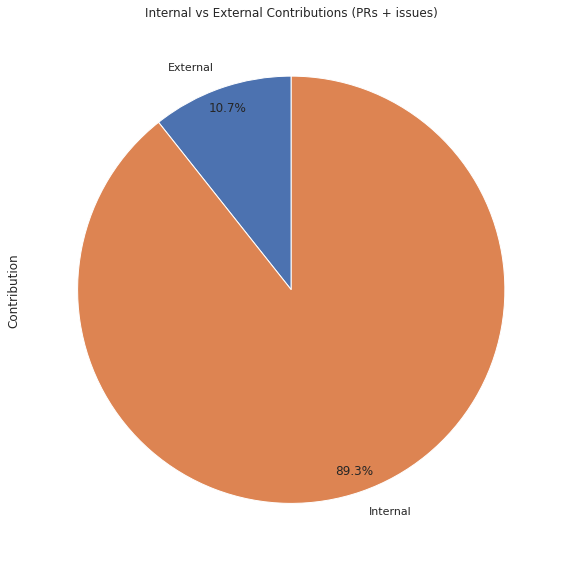 Internal vs External Contributions (PRs + issues)
External
10.7%
Contribution
89.3%
Internal